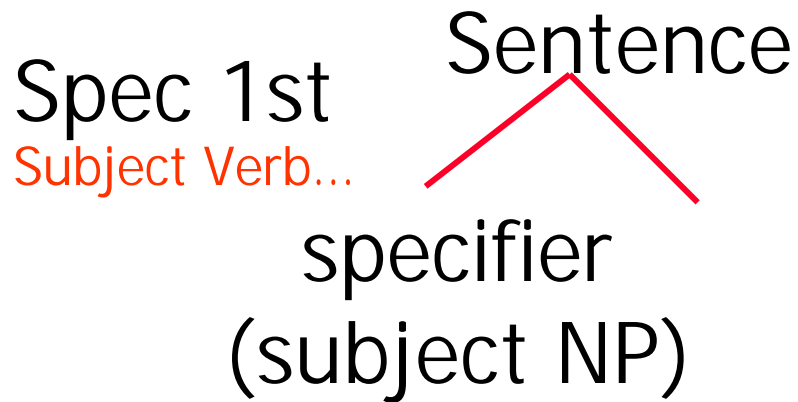 Sentence
Spec 1st
Subject Verb...
specifier
(subject NP)